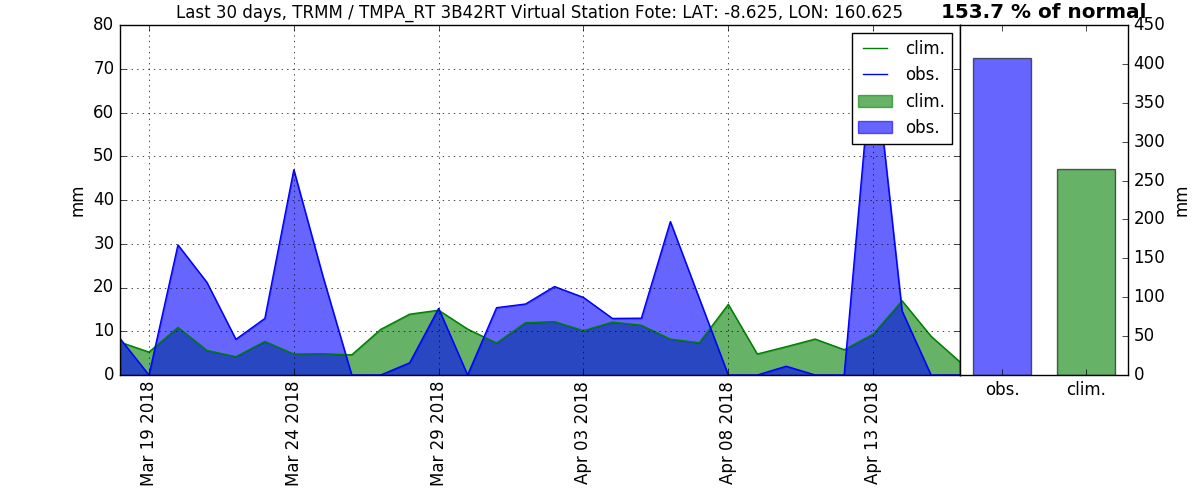 Last 30 days, TRMM / TMPA_RT 3B42RT Virtual Station Fote: LAT: -8.625, LON: 160.625
153.7 % of normal
80
70
60
50
40
30
20
10
0
mm
clim.
obs.
clim.
obs.
Mar 19 2018
Mar 24 2018
Mar 29 2018
Apr 03 2018
Apr 08 2018
Apr 13 2018
450
400
350
300
250
200
150
100
50
0
mm
obs.
clim.